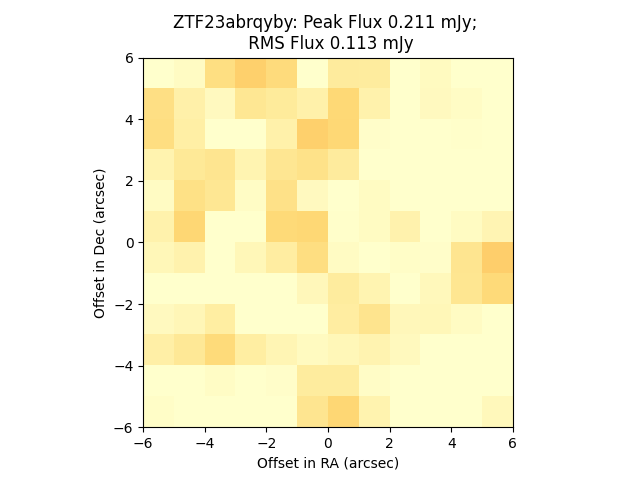 ZTF23abrqyby: Peak Flux 0.211 mJy;
RMS Flux 0.113 mJy
6
4
2
0
−2
−4
−6
Offset in Dec (arcsec)
−6 −4 −2 0 2 4 6
Offset in RA (arcsec)